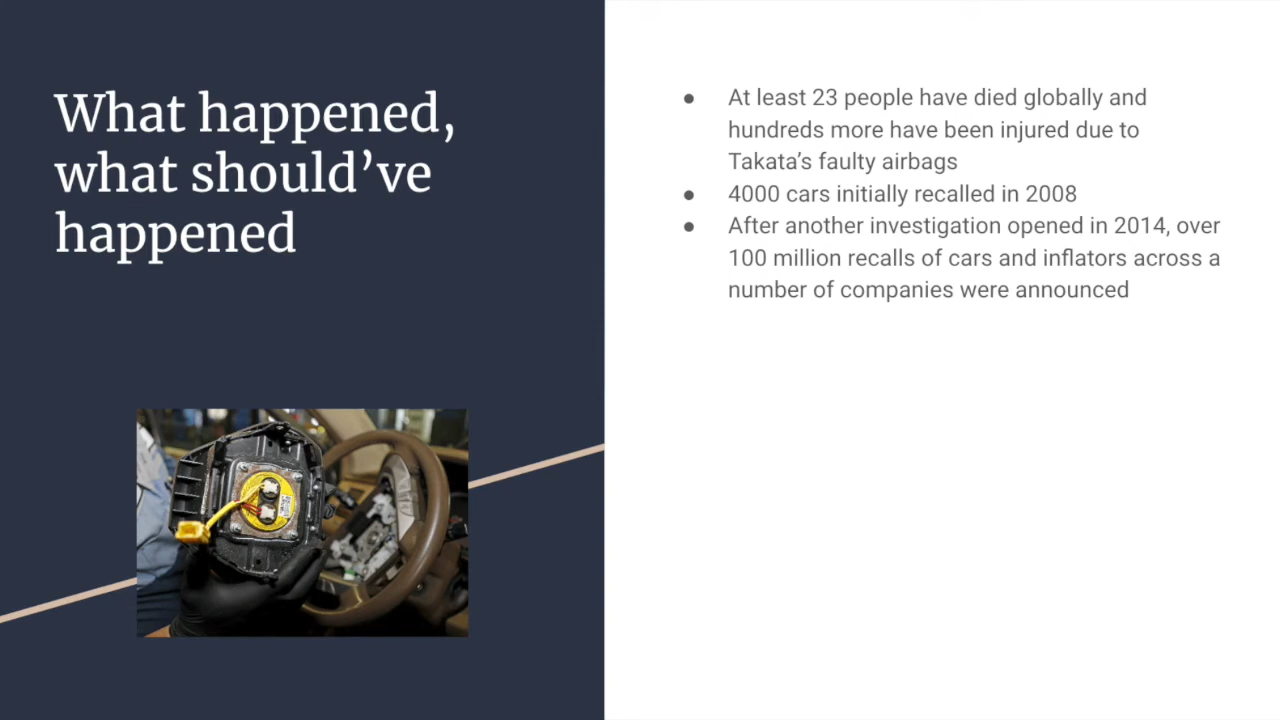 What happened,
what should’ve
happened
● At least 23 people have died globally and
hundreds more have been injured due to
Takata’s faulty airbags
● 4000 cars initially recalled in 2008
● After another investigation opened in 2014, over
100 million recalls of cars and inflators across a
number of companies were announced